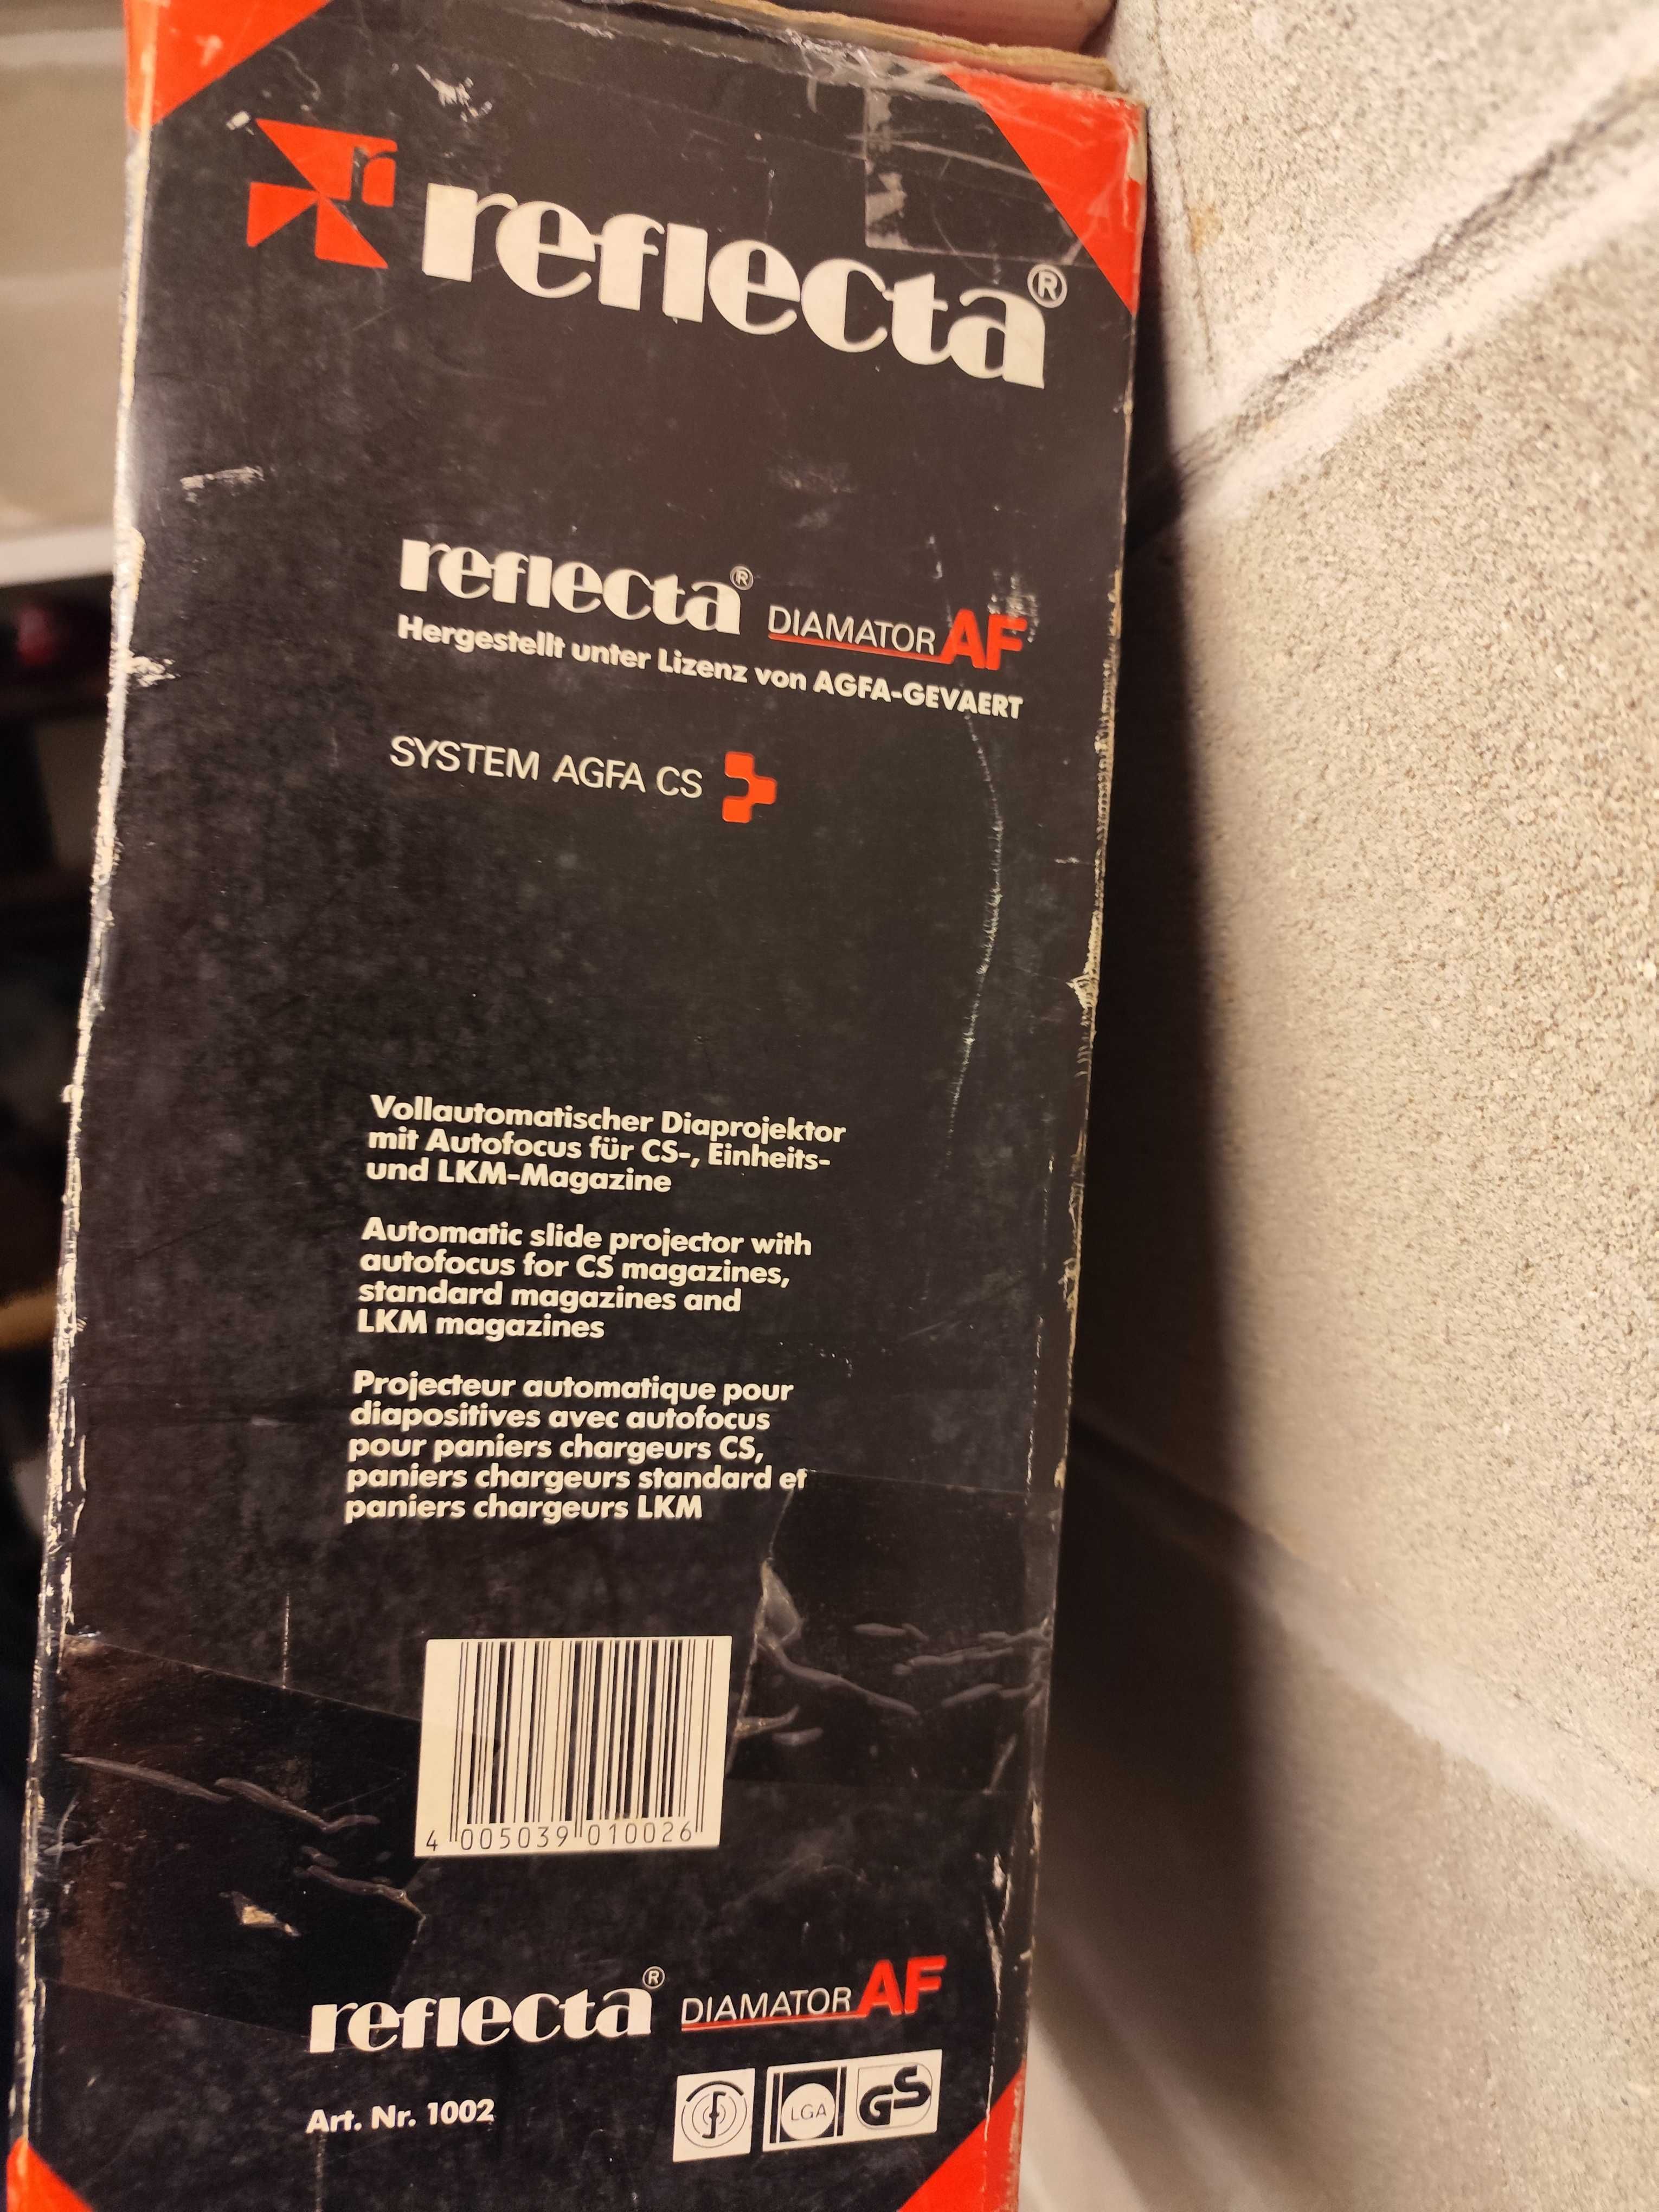 r reflecta®
reflecta® DIAMATOR AF
Hergestellt unter Lizenz von AGFA-GEVAERT
SYSTEM AGFA CS
Vollautomatischer Diaprojektor
mit Autofocus für CS-, Einheits-
und LKM-Magazine
Automatic slide projector with
autofocus for CS magazines,
standard magazines and
LKM magazines
Projecteur automatique pour
diapositives avec autofocus
pour paniers chargeurs CS,
paniers chargeurs standard et
paniers chargeurs LKM
4 005039 010026
reflecta® DIAMATOR AF
Art. Nr. 1002
LGA GS